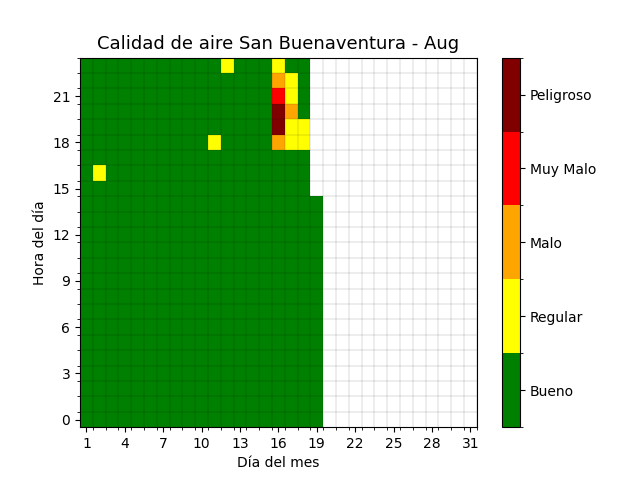 Calidad de aire San Buenaventura - Aug
Hora del día
21
18
15
12
9
6
3
0
1 4 7 10 13 16 19 22 25 28 31
Día del mes
Peligroso
Muy Malo
Malo
Regular
Bueno